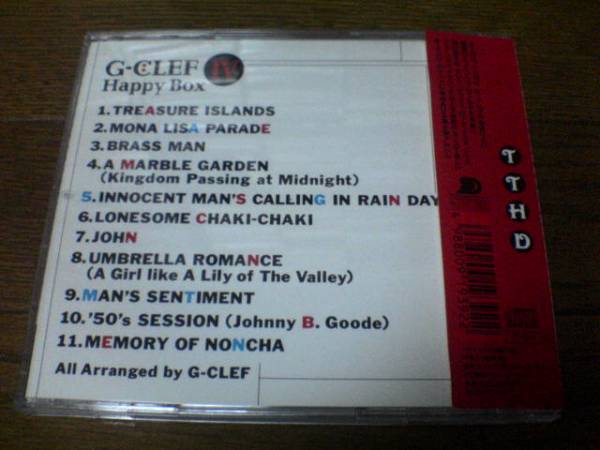 G-CLEF IV
Happy Box
1. TREASURE ISLANDS
2. MONA LISA PARADE
3. BRASS MAN
4. A MARBLE GARDEN
(Kingdom Passing at Midnight)
5. INNOCENT MAN'S CALLING IN RAIN DAY
6. LONESOME CHAKI-CHAKI
7. JOHN
8. UMBRELLA ROMANCE
(A Girl like A Lily of The Valley)
9. MAN'S SENTIMENT
10. '50's SESSION (Johnny B. Goode)
11. MEMORY OF NONCHA
All Arranged by G-CLEF
TTHD